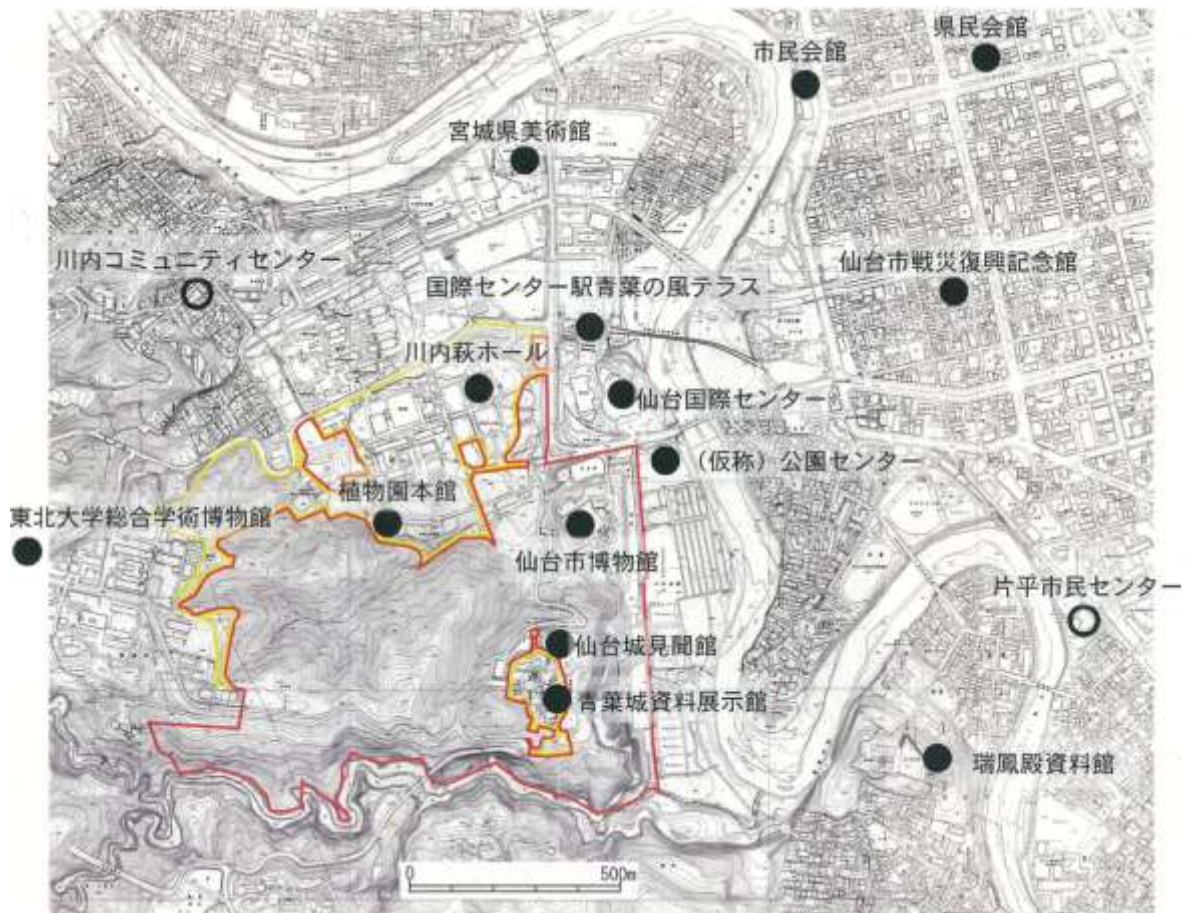 県民会館
市民会館
宮城県美術館
川内コミュニティセンター
仙台市戦災復興記念館
国際センター駅青葉の風テラス
川内萩ホール
仙台国際センター
（仮称）公園センター
植物園本館
東北大学総合学術博物館
仙台市博物館
片平市民センター
仙台城見聞館
青葉城資料展示館
瑞鳳殿資料館
0
500m